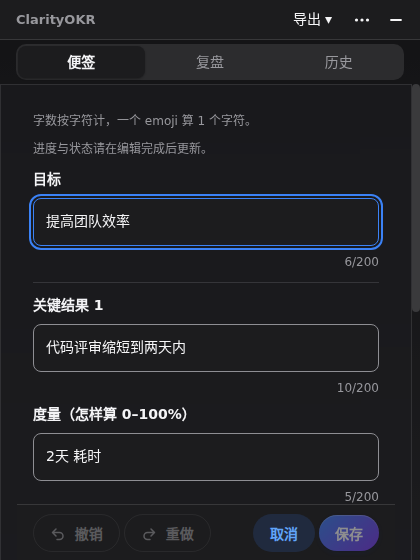 ClarityOKR
导出 ▾
便签
复盘
历史
字数按字符计，一个 emoji 算 1 个字符。
进度与状态请在编辑完成后更新。
目标
提高团队效率
6/200
关键结果 1
代码评审缩短到两天内
10/200
度量（怎样算 0–100%）
2天 耗时
5/200
撤销
重做
取消
保存